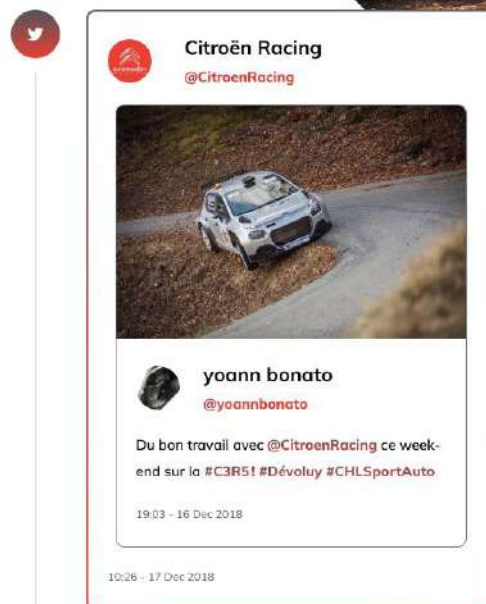 Citroën Racing
@CitroenRacing
yoann bonato
@yoannbonato
Du bon travail avec @CitroenRacing ce week-
end sur la #C3R5! #Dévoluy #CHLSportAuto
19:03 - 16 Dec 2018
10:26 - 17 Dec 2018